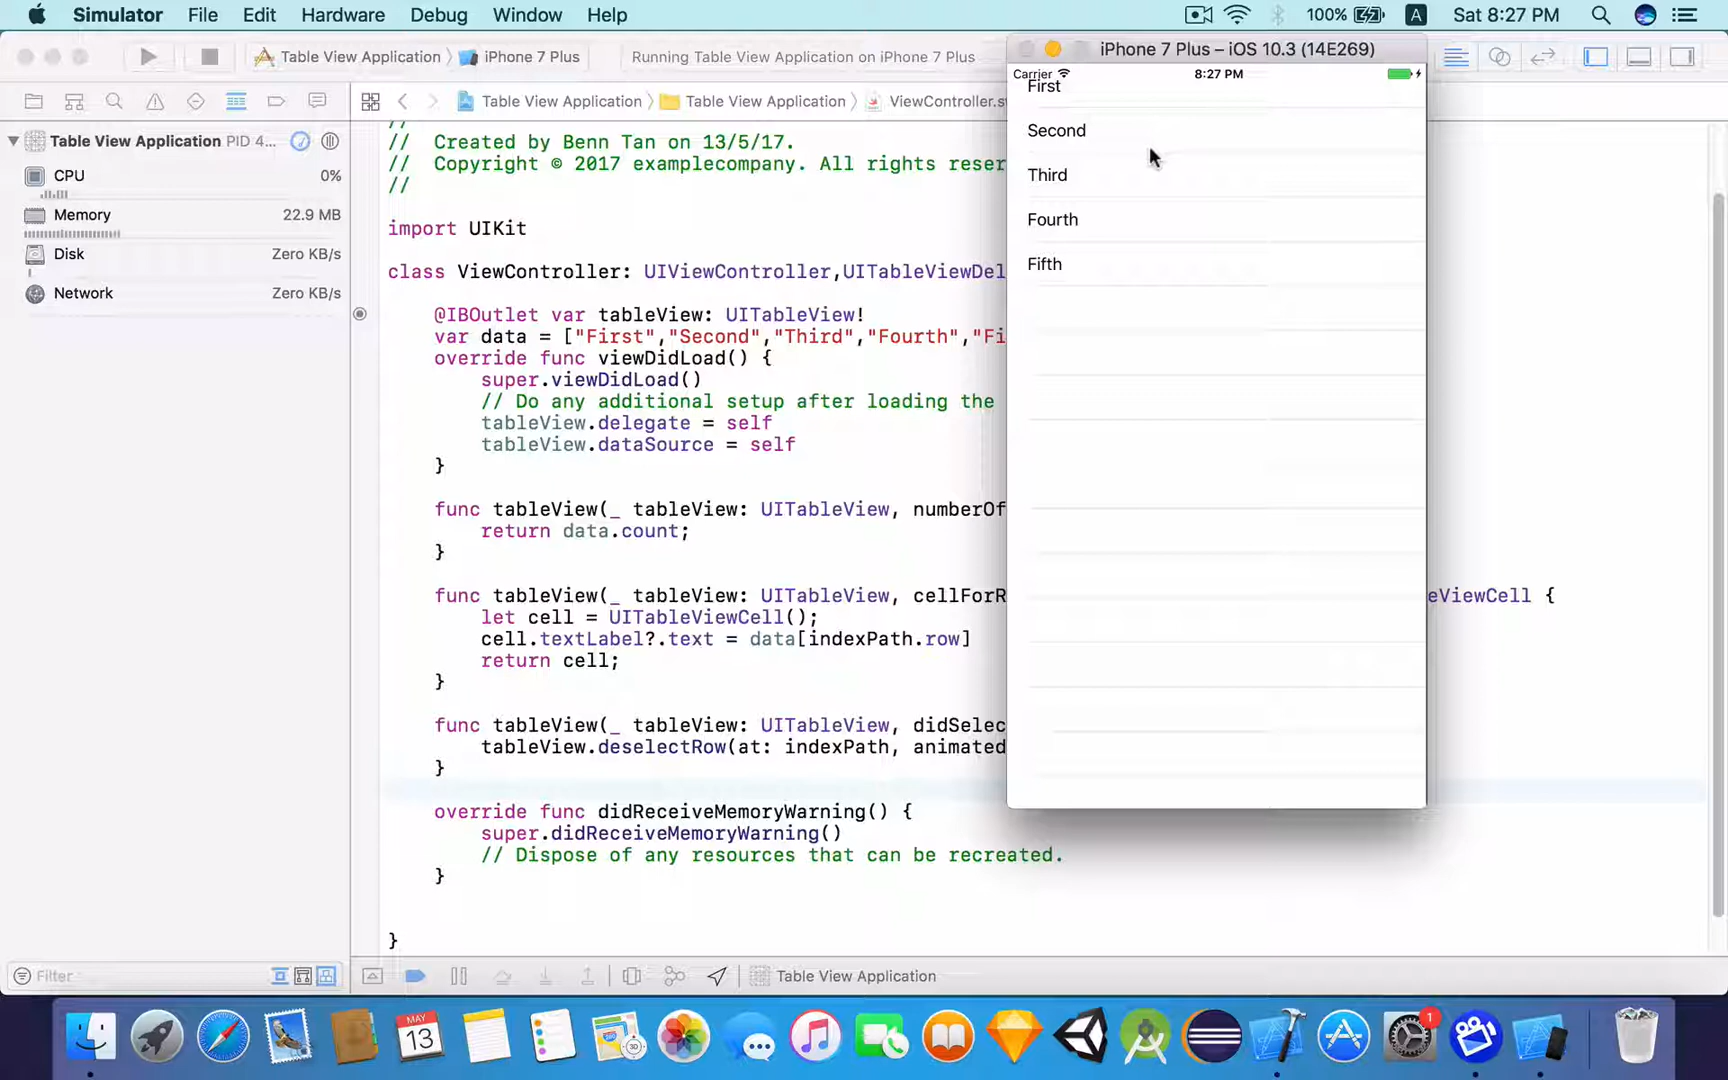 Simulator File Edit Hardware Debug Window Help 100% A Sat 8:27 PM
Table View Application iPhone 7 Plus Running Table View Application on iPhone 7 Plus
iPhone 7 Plus – iOS 10.3 (14E269)
Table View Application Table View Application ViewController.s
Table View Application PID 4...
CPU 0%
Memory 22.9 MB
Disk Zero KB/s
Network Zero KB/s
Filter
//
// Created by Benn Tan on 13/5/17.
// Copyright © 2017 examplecompany. All rights reser
//
import UIKit
class ViewController: UIViewController,UITableViewDel
@IBOutlet var tableView: UITableView!
var data = ["First","Second","Third","Fourth","Fi
override func viewDidLoad() {
super.viewDidLoad()
// Do any additional setup after loading the
tableView.delegate = self
tableView.dataSource = self
}
func tableView(_ tableView: UITableView, numberOf
return data.count;
}
func tableView(_ tableView: UITableView, cellForR eViewCell {
let cell = UITableViewCell();
cell.textLabel?.text = data[indexPath.row]
return cell;
}
func tableView(_ tableView: UITableView, didSelec
tableView.deselectRow(at: indexPath, animated
}
override func didReceiveMemoryWarning() {
super.didReceiveMemoryWarning()
// Dispose of any resources that can be recreated.
}
}
Carrier 8:27 PM
First
Second
Third
Fourth
Fifth
Table View Application
MAY
13
30
1